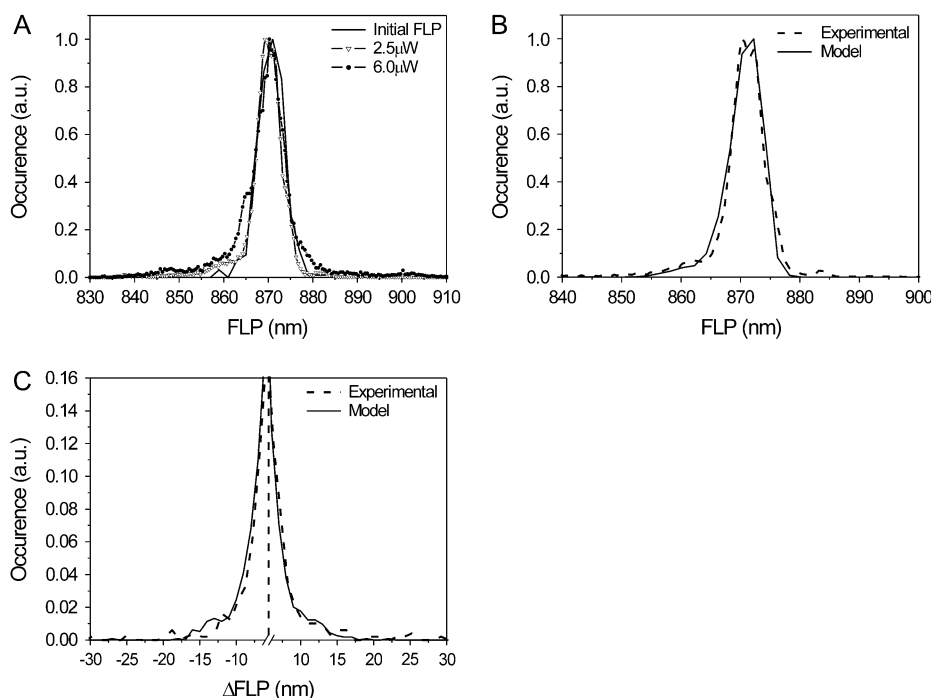 A
Initial FLP
2.5μW
6.0μW
Occurence (a.u.)
1.0
0.8
0.6
0.4
0.2
0.0
830 840 850 860 870 880 890 900 910
FLP (nm)
B
Experimental
Model
Occurence (a.u.)
1.0
0.8
0.6
0.4
0.2
0.0
840 850 860 870 880 890 900
FLP (nm)
C
Experimental
Model
Occurence (a.u.)
0.16
0.14
0.12
0.10
0.08
0.06
0.04
0.02
0.00
-30 -25 -20 -15 -10 10 15 20 25 30
ΔFLP (nm)